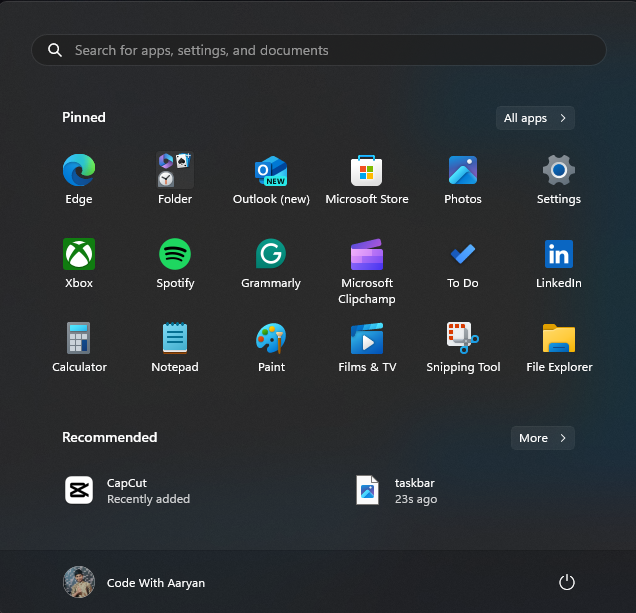 Search for apps, settings, and documents
Pinned
All apps
Edge
Folder
NEW
Outlook (new)
Microsoft Store
Photos
Settings
Xbox
Spotify
Grammarly
Microsoft
Clipchamp
To Do
in
LinkedIn
Calculator
Notepad
Paint
Films & TV
Snipping Tool
File Explorer
Recommended
More
CapCut
Recently added
taskbar
23s ago
Code With Aaryan